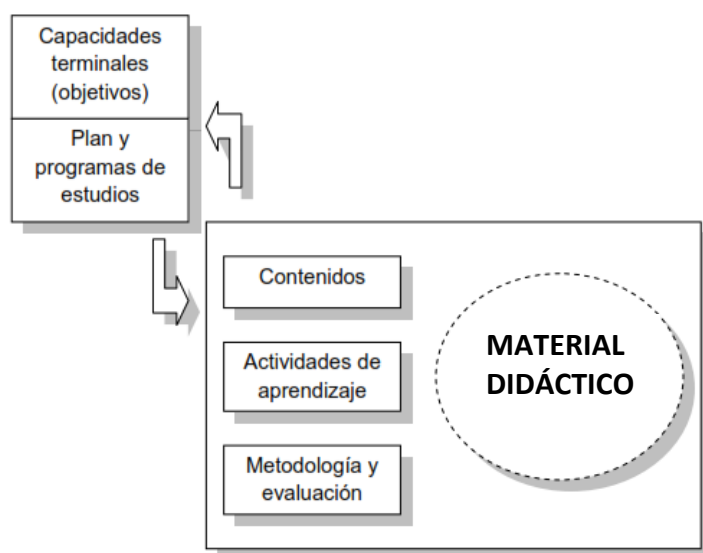 Capacidades
terminales
(objetivos)
Plan y
programas de
estudios
Contenidos
Actividades de
aprendizaje
Metodología y
evaluación
MATERIAL
DIDÁCTICO